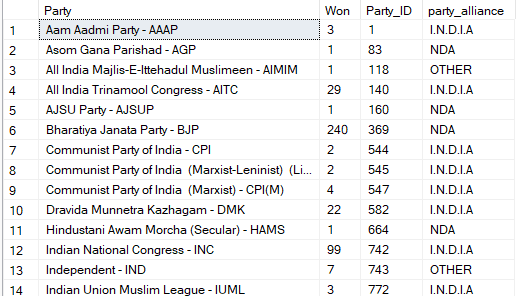 Party Won Party_ID party_alliance
1 Aam Aadmi Party - AAAP 3 1 I.N.D.I.A
2 Asom Gana Parishad - AGP 1 83 NDA
3 All India Majlis-E-Ittehadul Muslimeen - AIMIM 1 118 OTHER
4 All India Trinamool Congress - AITC 29 140 I.N.D.I.A
5 AJSU Party - AJSUP 1 160 NDA
6 Bharatiya Janata Party - BJP 240 369 NDA
7 Communist Party of India - CPI 2 544 I.N.D.I.A
8 Communist Party of India (Marxist-Leninist) (Li... 2 545 I.N.D.I.A
9 Communist Party of India (Marxist) - CPI(M) 4 547 I.N.D.I.A
10 Dravida Munnetra Kazhagam - DMK 22 582 I.N.D.I.A
11 Hindustani Awam Morcha (Secular) - HAMS 1 664 NDA
12 Indian National Congress - INC 99 742 I.N.D.I.A
13 Independent - IND 7 743 OTHER
14 Indian Union Muslim League - IUML 3 772 I.N.D.I.A